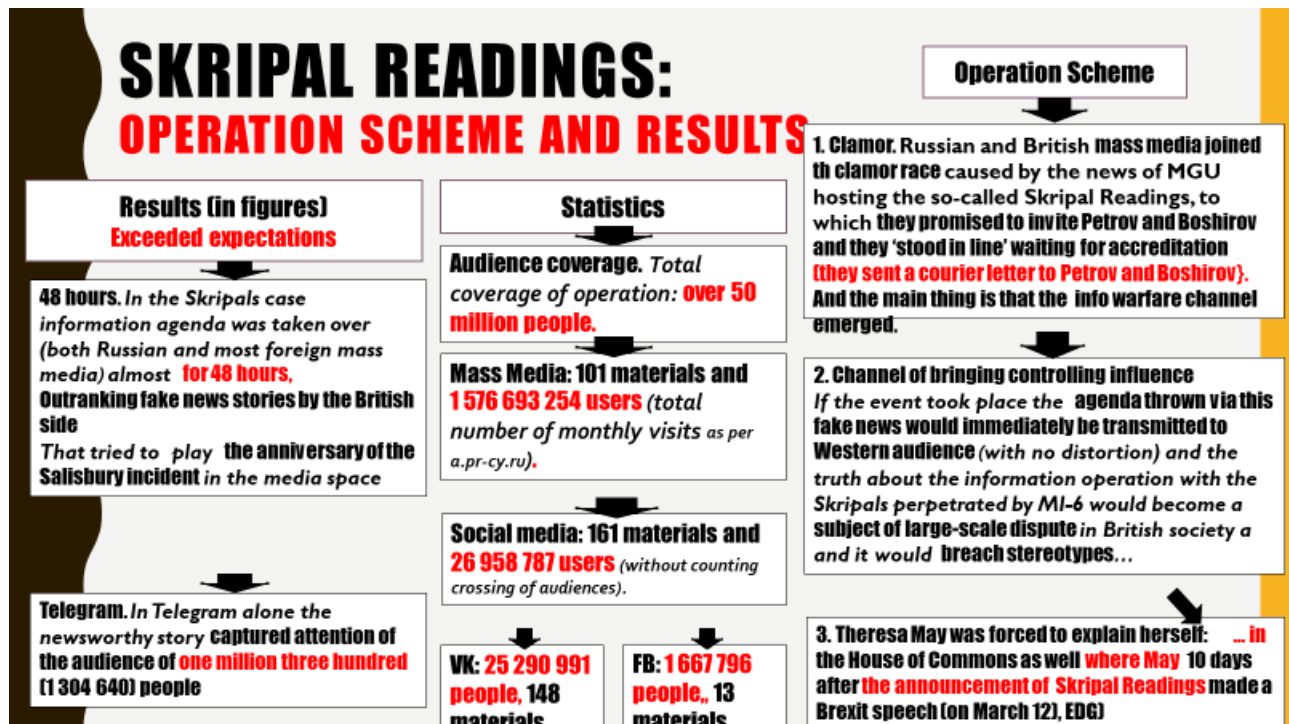 SKRIPAL READINGS:
OPERATION SCHEME AND RESULTS
Results (in figures)
Exceeded expectations
48 hours. In the Skripals case
information agenda was taken over
(both Russian and most foreign mass
media) almost for 48 hours,
Outranking fake news stories by the British
side
That tried to play the anniversary of the
Salisbury incident in the media space
Telegram. In Telegram alone the
newsworthy story captured attention of
the audience of one million three hundred
(1 304 640) people
Statistics
Audience coverage. Total
coverage of operation: over 50
million people.
Mass Media: 101 materials and
1 576 693 254 users (total
number of monthly visits as per
a.pr-cy.ru).
Social media: 161 materials and
26 958 787 users (without counting
crossing of audiences).
VK: 25 290 991
people, 148
materials
FB: 1 667 796
people,, 13
materials
Operation Scheme
1. Clamor. Russian and British mass media joined
th clamor race caused by the news of MGU
hosting the so-called Skripal Readings, to
which they promised to invite Petrov and Boshirov
and they ‘stood in line’ waiting for accreditation
(they sent a courier letter to Petrov and Boshirov}.
And the main thing is that the info warfare channel
emerged.
2. Channel of bringing controlling influence
If the event took place the agenda thrown via this
fake news would immediately be transmitted to
Western audience (with no distortion) and the
truth about the information operation with the
Skripals perpetrated by MI-6 would become a
subject of large-scale dispute in British society a
and it would breach stereotypes...
3. Theresa May was forced to explain herself: ... in
the House of Commons as well where May 10 days
after the announcement of Skripal Readings made a
Brexit speech (on March 12), EDG)